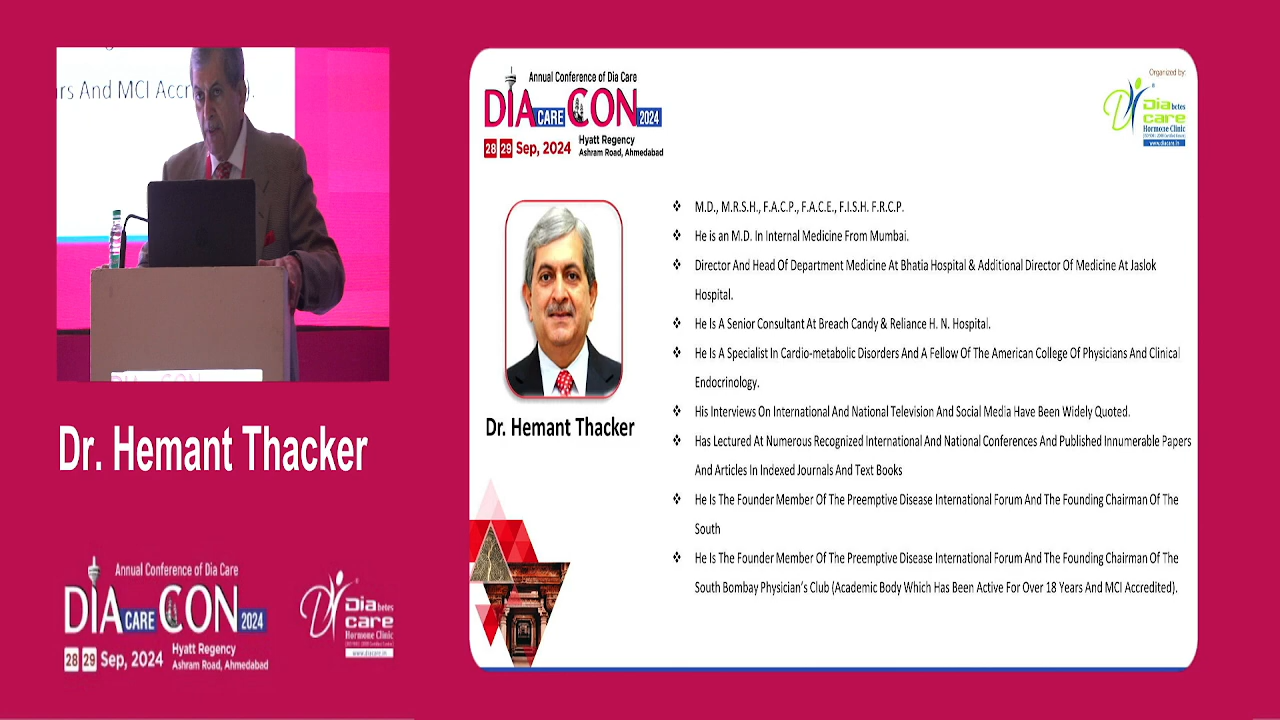 rs And MCI Accr ).
DIA CON
Dr. Hemant Thacker
Annual Conference of Dia Care
DIA CARE CON 2024
28 29 Sep, 2024
Hyatt Regency
Ashram Road, Ahmedabad
Diabetes
care
Hormone Clinic
www.diacare.in
Annual Conference of Dia Care
DIA CARE CON 2024
28 29 Sep, 2024
Hyatt Regency
Ashram Road, Ahmedabad
Organized by:
Diabetes
care
Hormone Clinic
www.diacare.in
Dr. Hemant Thacker
❖ M.D., M.R.S.H., F.A.C.P., F.A.C.E., F.I.S.H. F.R.C.P.
❖ He is an M.D. In Internal Medicine From Mumbai.
❖ Director And Head Of Department Medicine At Bhatia Hospital & Additional Director Of Medicine At Jaslok
Hospital.
❖ He Is A Senior Consultant At Breach Candy & Reliance H. N. Hospital.
❖ He Is A Specialist In Cardio-metabolic Disorders And A Fellow Of The American College Of Physicians And Clinical
Endocrinology.
❖ His Interviews On International And National Television And Social Media Have Been Widely Quoted.
❖ Has Lectured At Numerous Recognized International And National Conferences And Published Innumerable Papers
And Articles In Indexed Journals And Text Books
❖ He Is The Founder Member Of The Preemptive Disease International Forum And The Founding Chairman Of The
South
❖ He Is The Founder Member Of The Preemptive Disease International Forum And The Founding Chairman Of The
South Bombay Physician's Club (Academic Body Which Has Been Active For Over 18 Years And MCI Accredited).